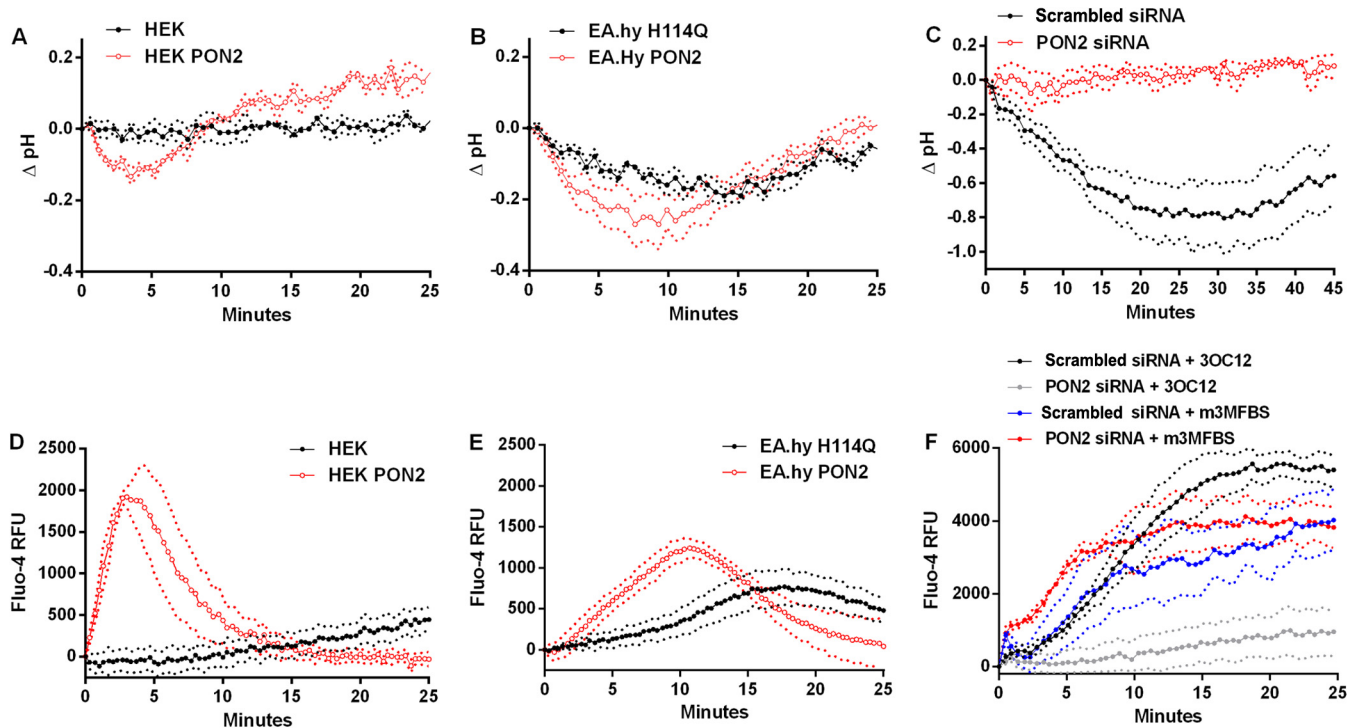 A
HEK
HEK PON2
Δ pH
0.2
0.0
-0.2
-0.4
0 5 10 15 20 25
Minutes
B
EA.hy H114Q
EA.Hy PON2
Δ pH
0.2
0.0
-0.2
-0.4
0 5 10 15 20 25
Minutes
C
Scrambled siRNA
PON2 siRNA
Δ pH
0.2
0.0
-0.2
-0.4
-0.6
-0.8
-1.0
0 5 10 15 20 25 30 35 40 45
Minutes
D
HEK
HEK PON2
Fluo-4 RFU
2500
2000
1500
1000
500
0
0 5 10 15 20 25
Minutes
E
EA.hy H114Q
EA.hy PON2
Fluo-4 RFU
2500
2000
1500
1000
500
0
0 5 10 15 20 25
Minutes
Scrambled siRNA + 3OC12
PON2 siRNA + 3OC12
Scrambled siRNA + m3MFBS
PON2 siRNA + m3MFBS
F
Fluo-4 RFU
6000
4000
2000
0
0 5 10 15 20 25
Minutes